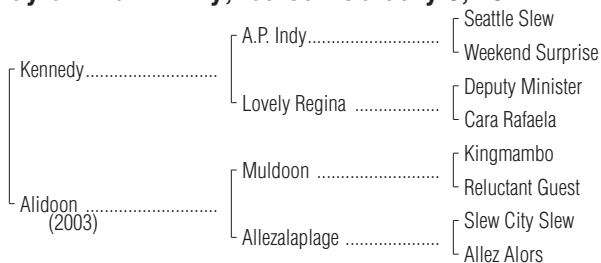 Seattle Slew
A.P. Indy
Weekend Surprise
Kennedy
Deputy Minister
Lovely Regina
Cara Rafaela
Kingmambo
Muldoon
Reluctant Guest
Alidoon
(2003)
Slew City Slew
Allezalaplage
Allez Alors